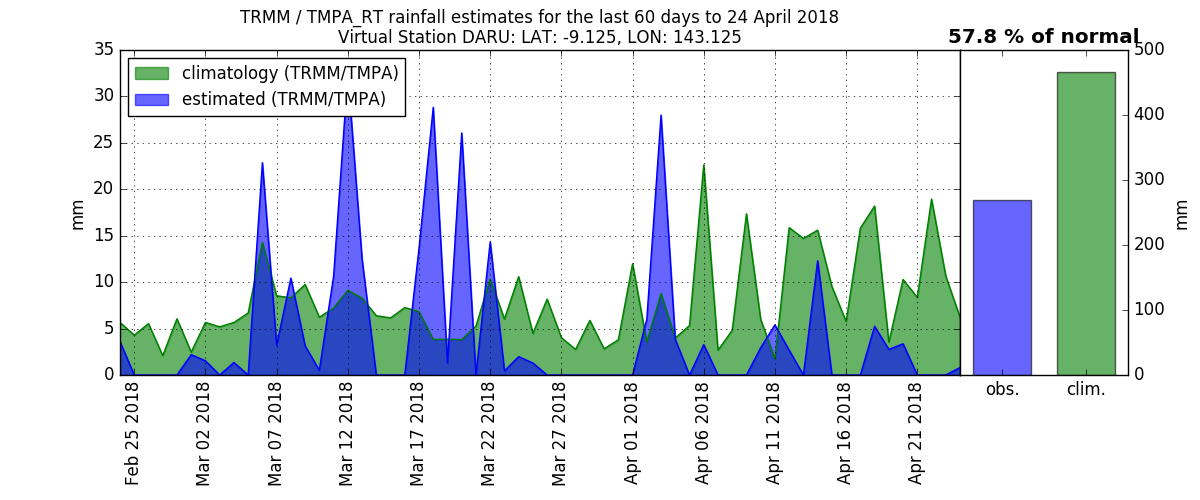 TRMM / TMPA_RT rainfall estimates for the last 60 days to 24 April 2018
Virtual Station DARU: LAT: -9.125, LON: 143.125
57.8 % of normal
climatology (TRMM/TMPA)
estimated (TRMM/TMPA)
35
30
25
20
15
10
5
0
mm
Feb 25 2018
Mar 02 2018
Mar 07 2018
Mar 12 2018
Mar 17 2018
Mar 22 2018
Mar 27 2018
Apr 01 2018
Apr 06 2018
Apr 11 2018
Apr 16 2018
Apr 21 2018
500
400
300
200
100
0
mm
obs.
clim.